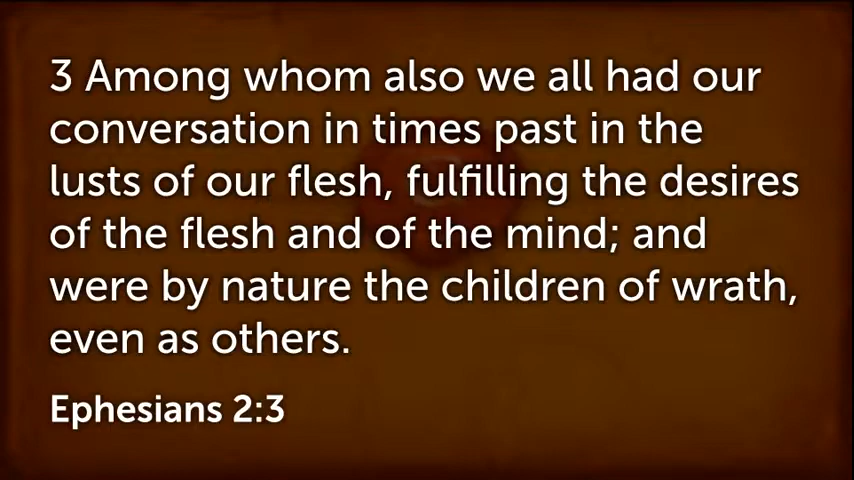 3 Among whom also we all had our
conversation in times past in the
lusts of our flesh, fulfilling the desires
of the flesh and of the mind; and
were by nature the children of wrath,
even as others.
Ephesians 2:3